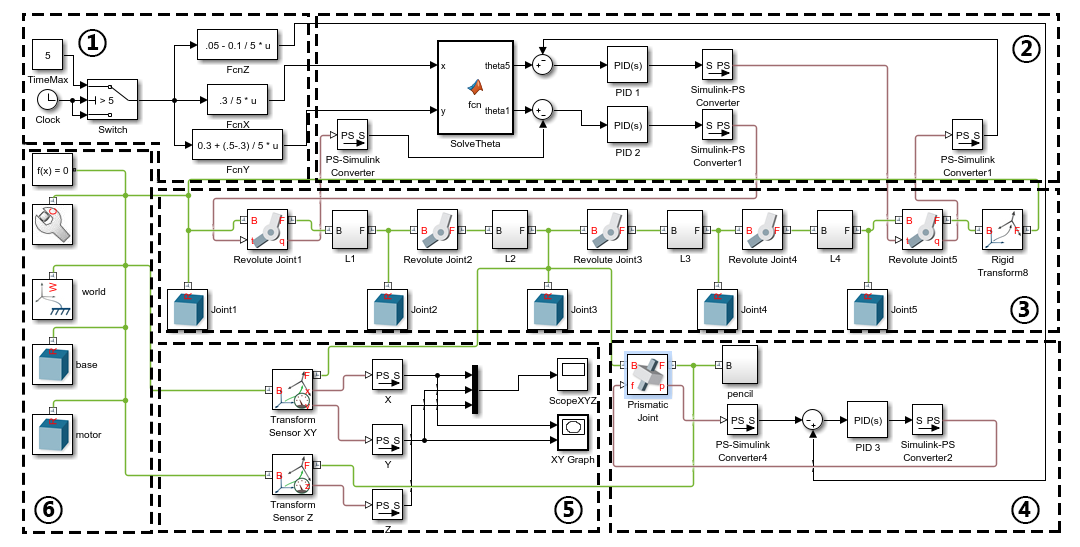 1
5
TimeMax
Clock
> 5
Switch
.05 - 0.1 / 5 * u
FcnZ
.3 / 5 * u
FcnX
0.3 + (.5-.3) / 5 * u
FcnY
2
x
y
fcn
theta5
theta1
SolveTheta
PS S
PS-Simulink
Converter
PID(s)
PID 1
PID(s)
PID 2
S PS
Simulink-PS
Converter
S PS
Simulink-PS
Converter1
PS S
PS-Simulink
Converter1
3
B F
t q
Revolute Joint1
B F
L1
B F
Revolute Joint2
B F
L2
B F
Revolute Joint3
B F
L3
B F
Revolute Joint4
B F
L4
B F
t q
Revolute Joint5
B F
Rigid
Transform8
Joint1
Joint2
Joint3
Joint4
Joint5
4
B F
f p
Prismatic
Joint
B
pencil
PS S
PS-Simulink
Converter4
PID(s)
PID 3
S PS
Simulink-PS
Converter2
5
B F
x
y
Transform
Sensor XY
B F
z
Transform
Sensor Z
PS S
X
PS S
Y
PS S
Z
ScopeXYZ
XY Graph
6
f(x) = 0
C
W
world
base
motor